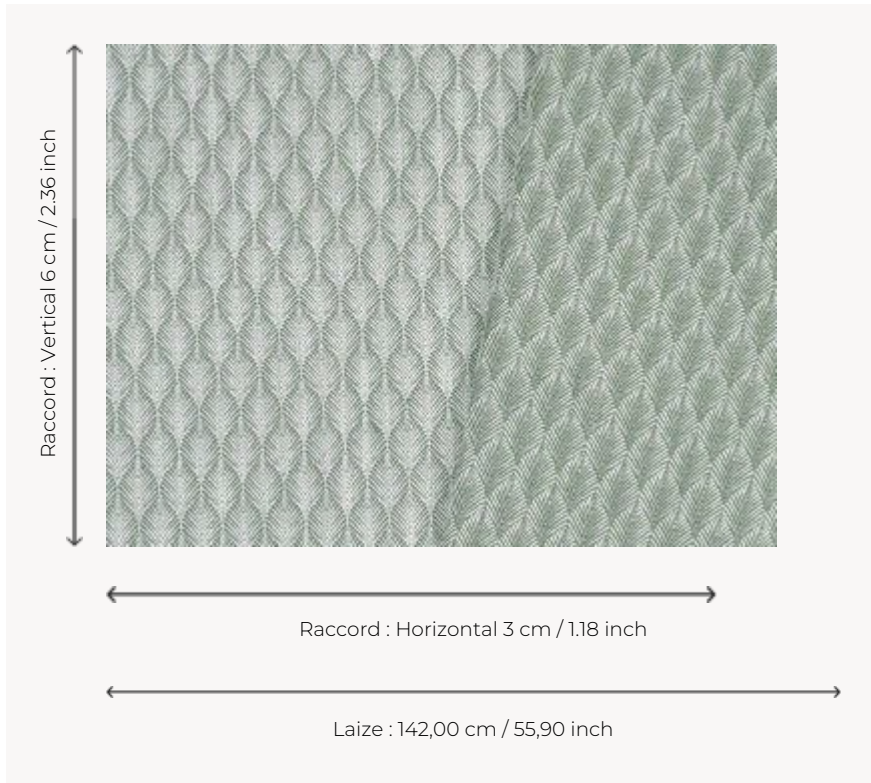 Raccord : Vertical 6 cm / 2.36 inch
Raccord : Horizontal 3 cm / 1.18 inch
Laize : 142,00 cm / 55,90 inch